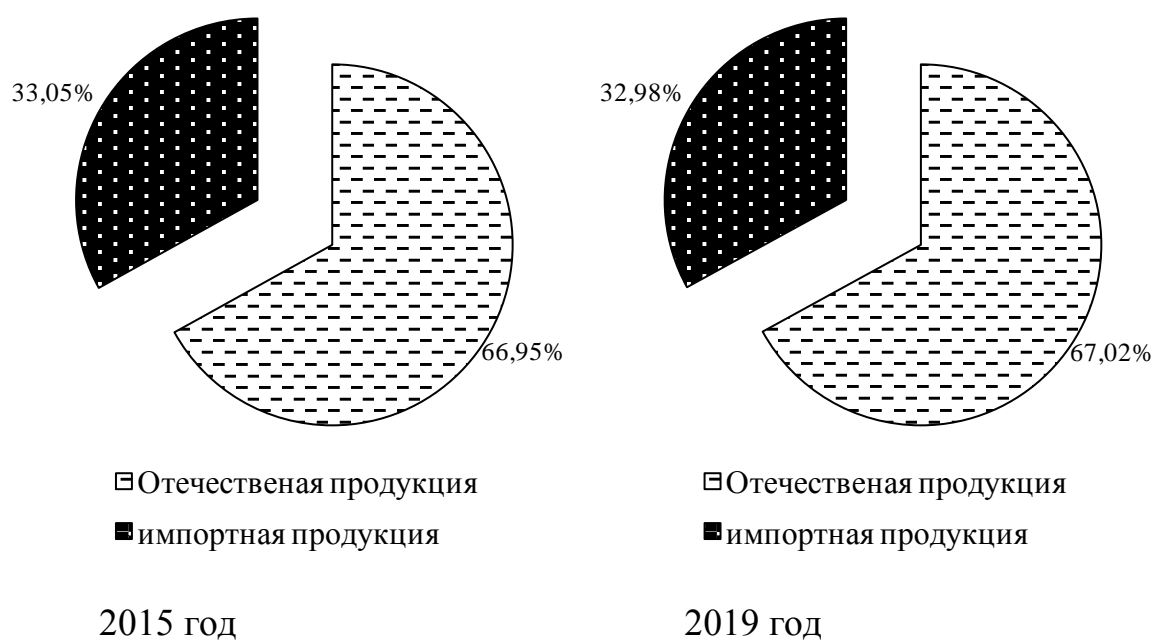 33,05%
66,95%
Отечественая продукция
импортная продукция
2015 год
32,98%
67,02%
Отечественая продукция
импортная продукция
2019 год